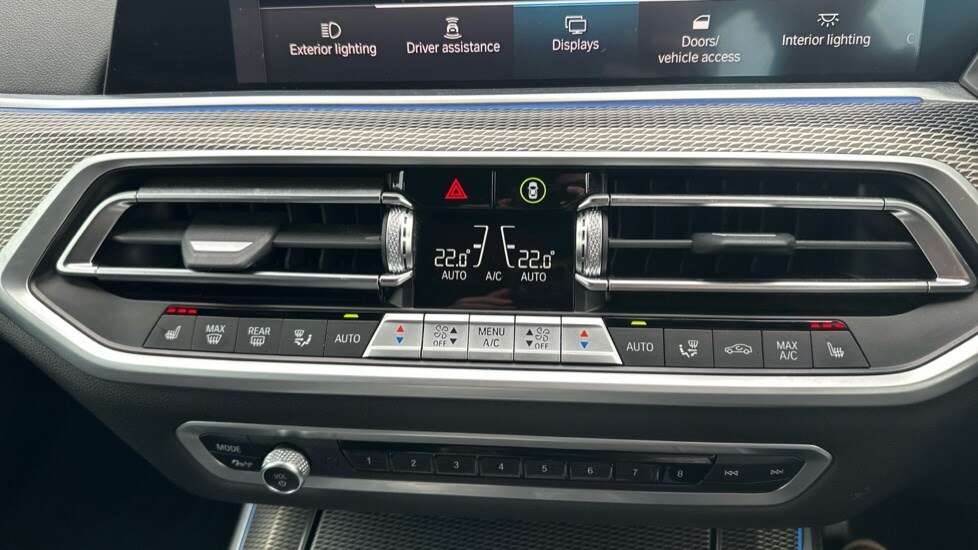 Exterior lighting
Driver assistance
Displays
Doors/
vehicle access
Interior lighting
22.0°
AUTO
A/C
22.0°
AUTO
MAX
REAR
AUTO
OFF
MENU
A/C
OFF
AUTO
MAX
A/C
MODE
VOL
1 2 3 4 5 6 7 8